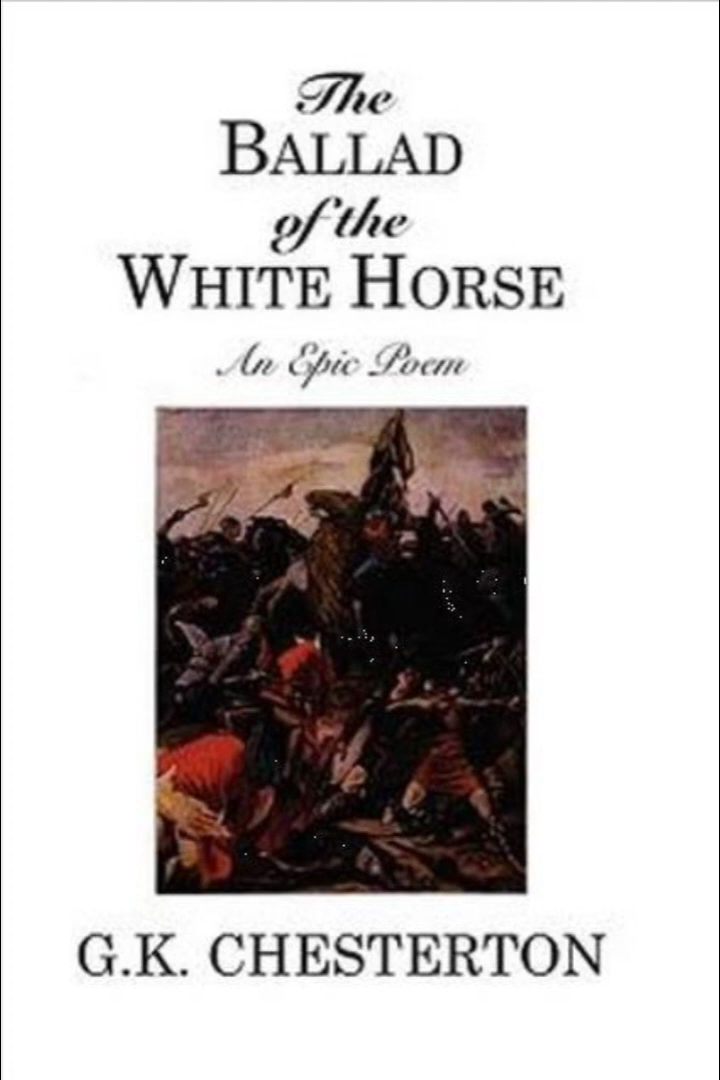 The
BALLAD
of the
WHITE HORSE
An Epic Poem
G.K. CHESTERTON